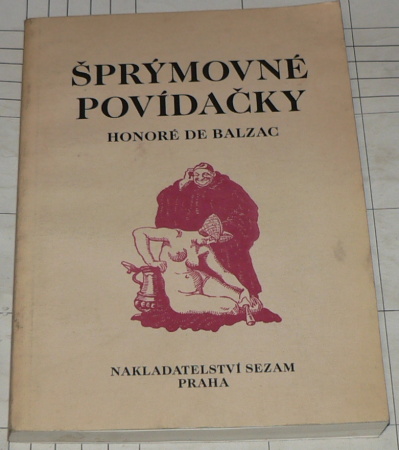 ŠPRÝMOVNÉ
POVÍDAČKY
HONORÉ DE BALZAC
NAKLADATELSTVÍ SEZAM
PRAHA